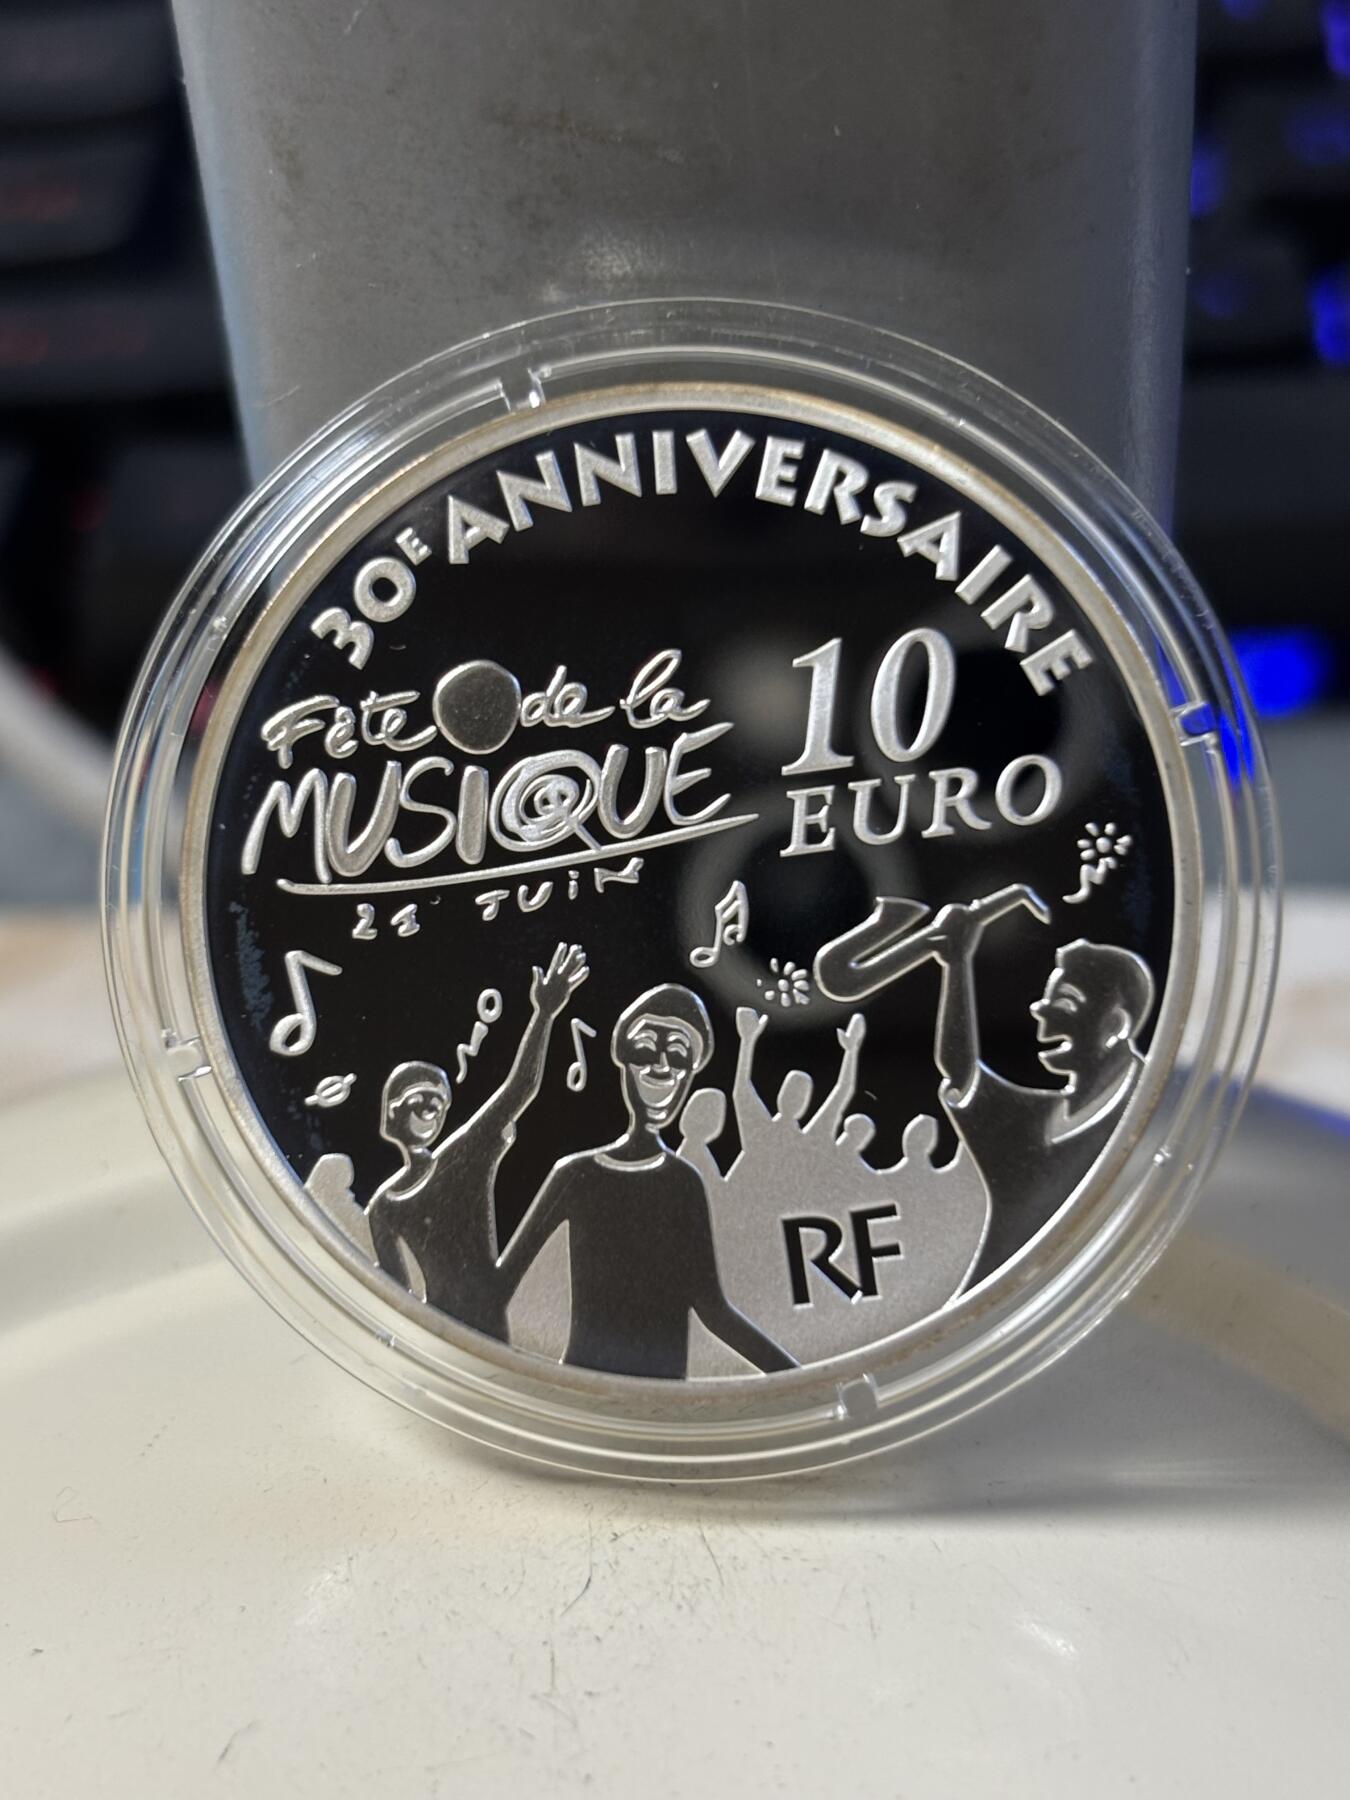 30E ANNIVERSAIRE
Fête de la
MUSIQUE
21 JUIN
10
EURO
RF